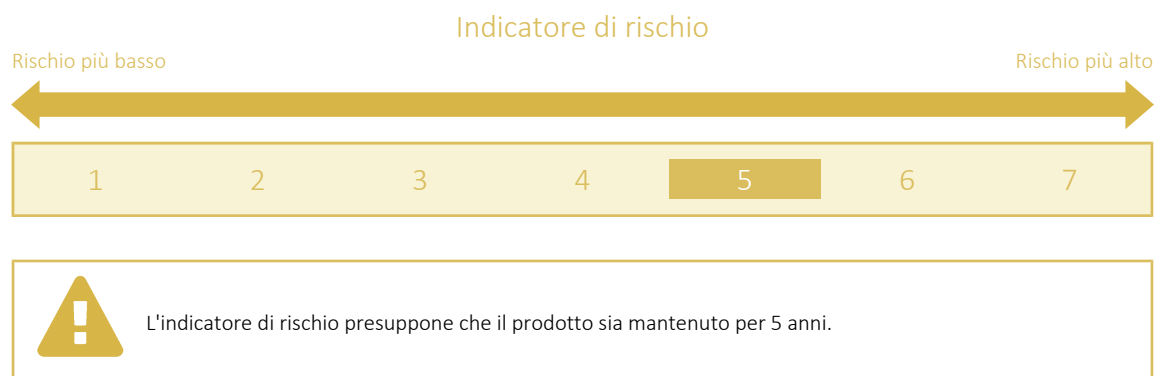 Indicatore di rischio
Rischio più basso Rischio più alto
1 2 3 4 5 6 7
L'indicatore di rischio presuppone che il prodotto sia mantenuto per 5 anni.